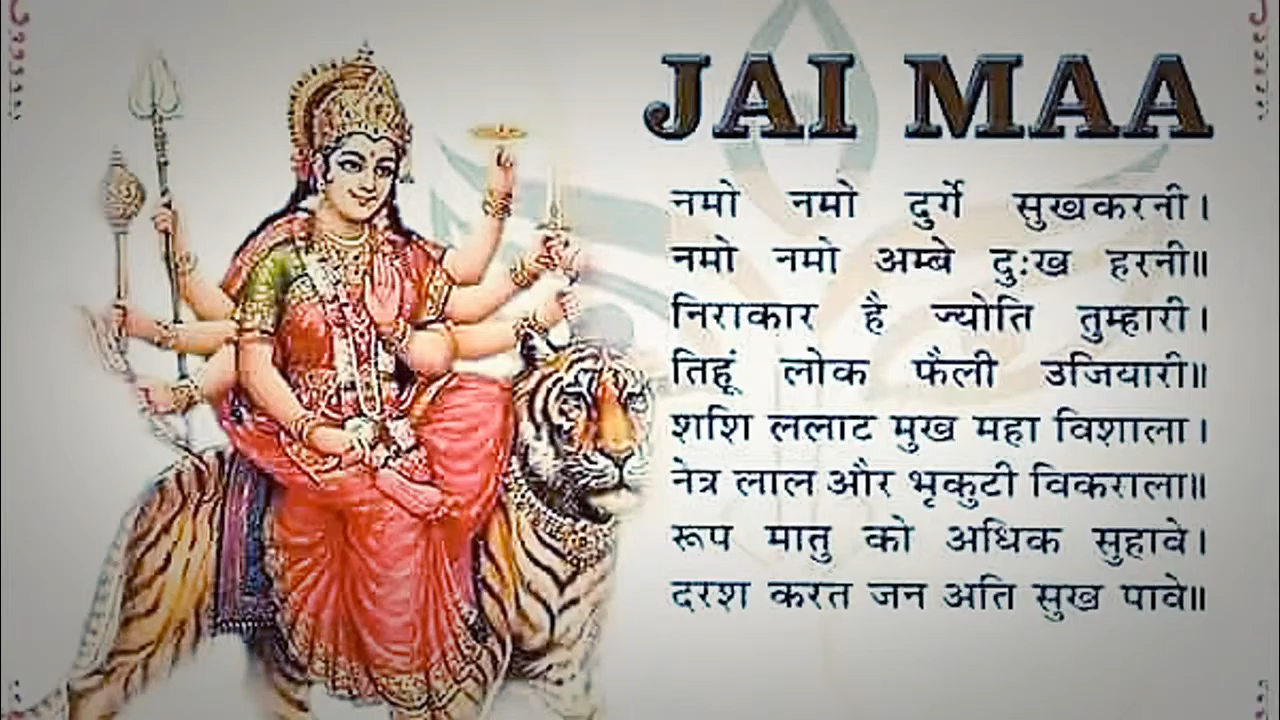 JAI MAA
नमो नमो दुर्गे सुखकरनी।
नमो नमो अम्बे दुःख हरनी॥
निराकार है ज्योति तुम्हारी।
तिहूं लोक फैली उजियारी॥
शशि ललाट मुख महा विशाला।
नेत्र लाल और भृकुटी विकराला॥
रूप मातु को अधिक सुहावे।
दरश करत जन अति सुख पावे॥